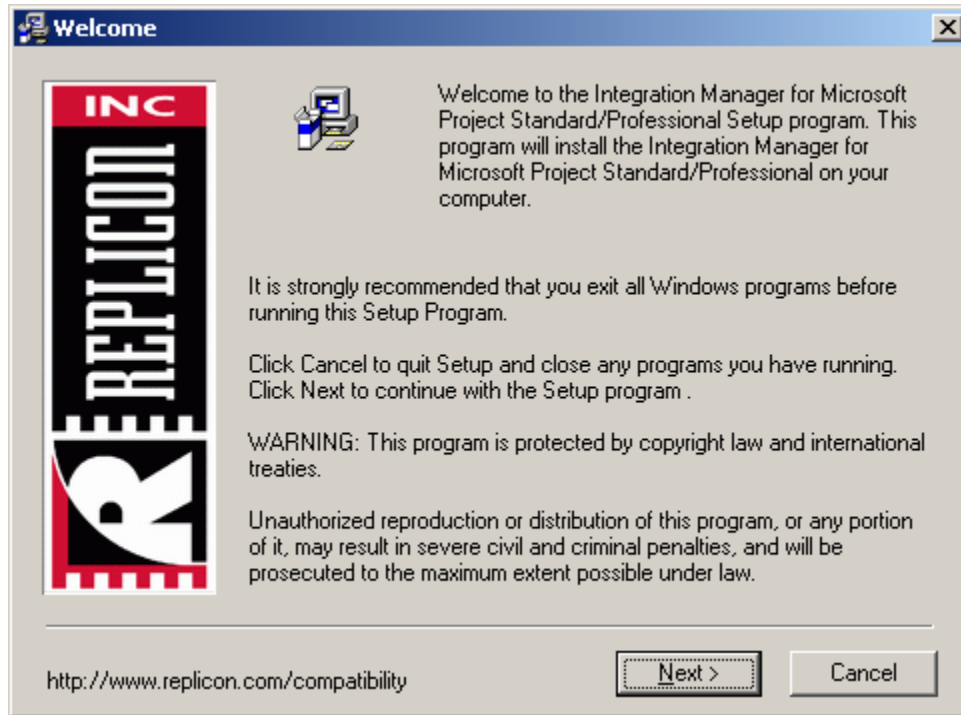 Welcome
INC
REPLICON
R
Welcome to the Integration Manager for Microsoft
Project Standard/Professional Setup program. This
program will install the Integration Manager for
Microsoft Project Standard/Professional on your
computer.
It is strongly recommended that you exit all Windows programs before
running this Setup Program.
Click Cancel to quit Setup and close any programs you have running.
Click Next to continue with the Setup program .
WARNING: This program is protected by copyright law and international
treaties.
Unauthorized reproduction or distribution of this program, or any portion
of it, may result in severe civil and criminal penalties, and will be
prosecuted to the maximum extent possible under law.
http://www.replicon.com/compatibility
Next >
Cancel